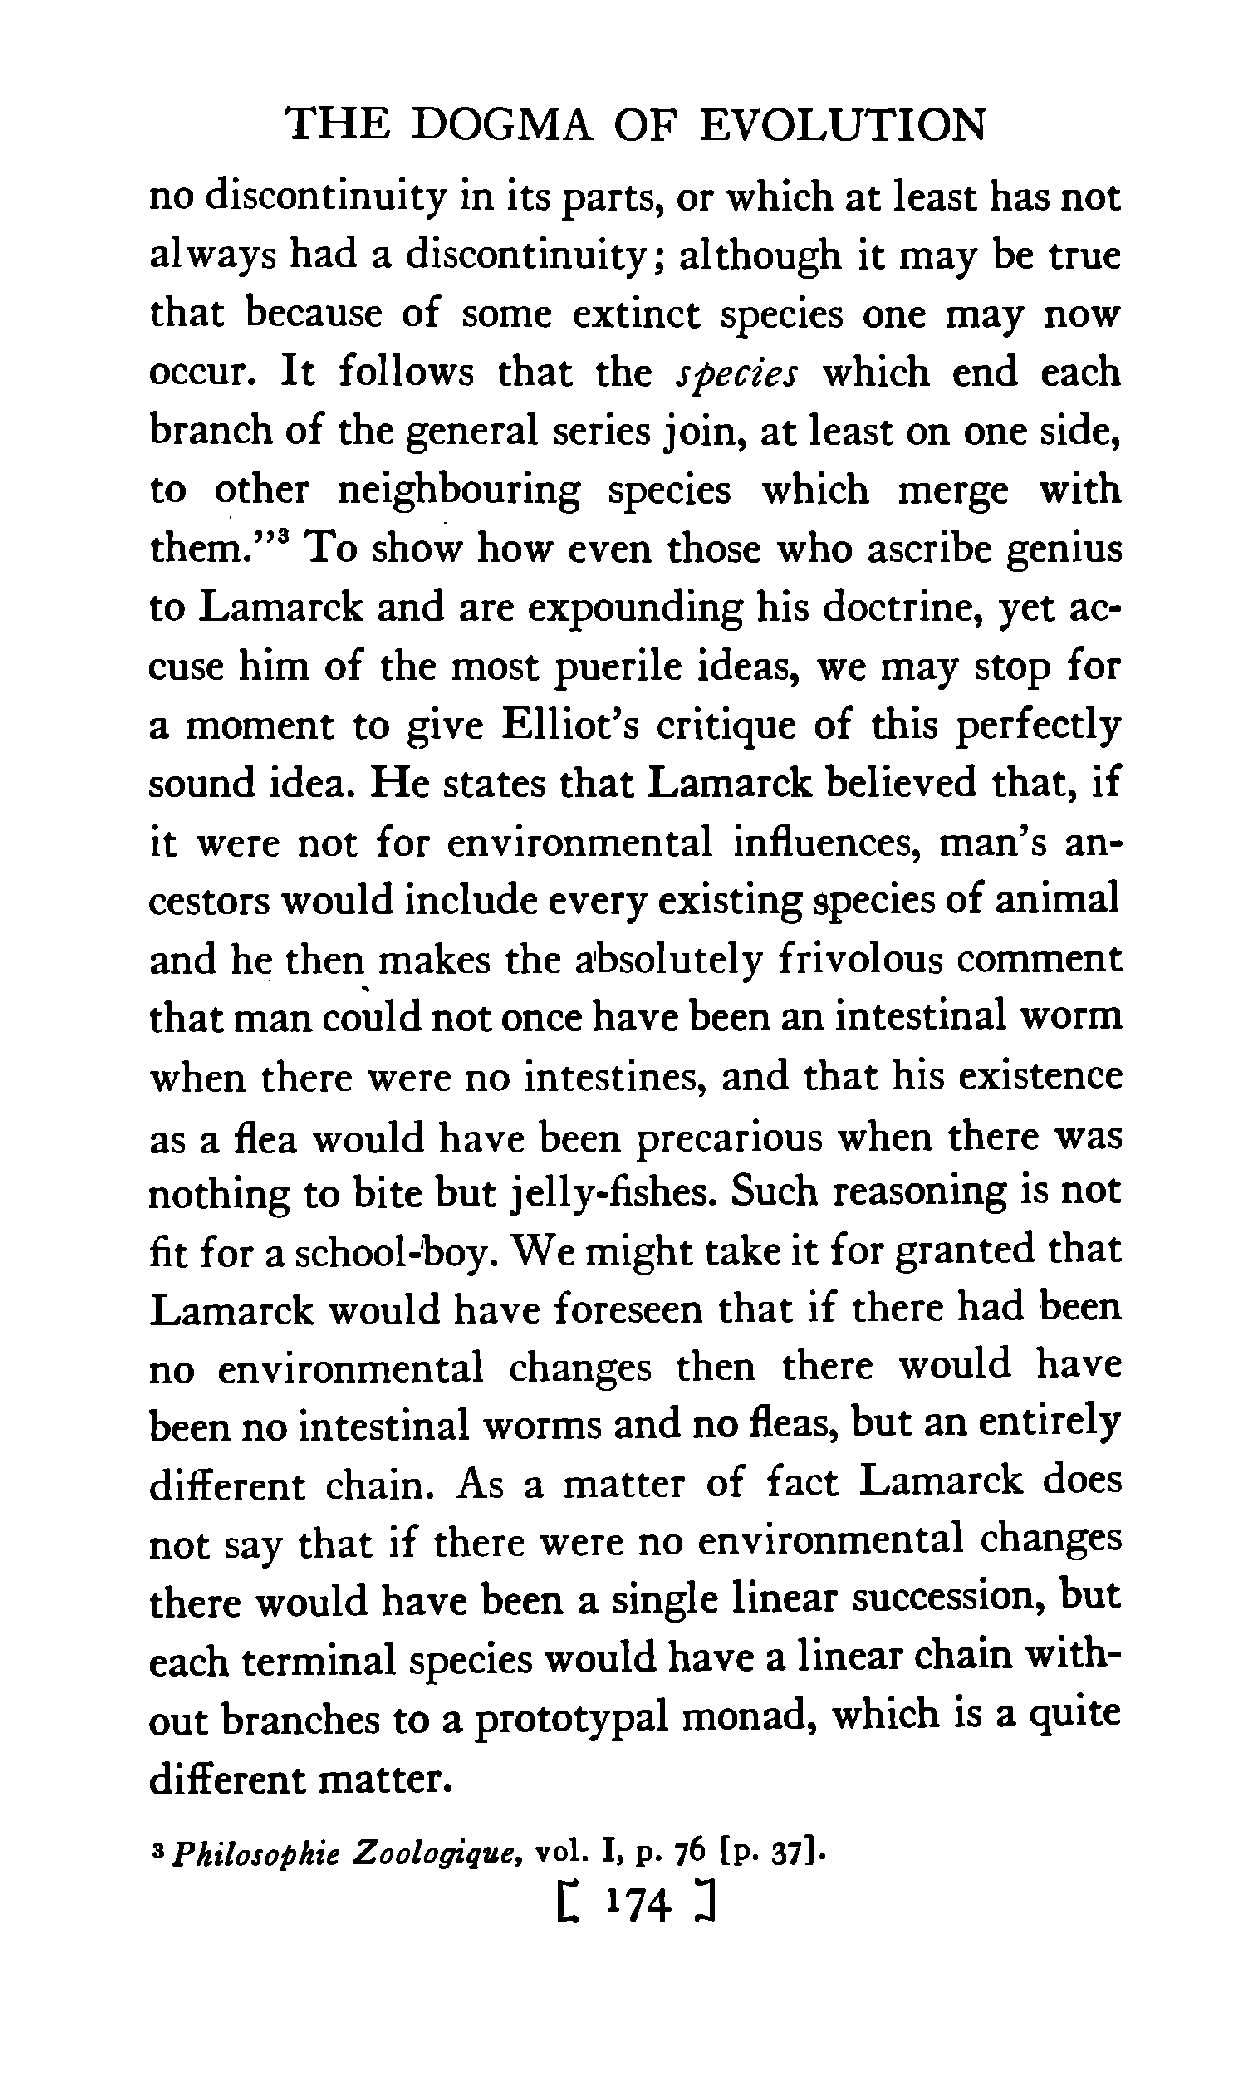 THE DOGMA OF EVOLUTION
no discontinuity in its parts, or which at least has not
always had a discontinuity; although it may be true
that because of some extinct species one may now
occur. It follows that the species which end each
branch of the general series join, at least on one side,
to other neighbouring species which merge with
them."³ To show how even those who ascribe genius
to Lamarck and are expounding his doctrine, yet ac-
cuse him of the most puerile ideas, we may stop for
a moment to give Elliot's critique of this perfectly
sound idea. He states that Lamarck believed that, if
it were not for environmental influences, man's an-
cestors would include every existing species of animal
and he then makes the absolutely frivolous comment
that man could not once have been an intestinal worm
when there were no intestines, and that his existence
as a flea would have been precarious when there was
nothing to bite but jelly-fishes. Such reasoning is not
fit for a school-boy. We might take it for granted that
Lamarck would have foreseen that if there had been
no environmental changes then there would have
been no intestinal worms and no fleas, but an entirely
different chain. As a matter of fact Lamarck does
not say that if there were no environmental changes
there would have been a single linear succession, but
each terminal species would have a linear chain with-
out branches to a prototypal monad, which is a quite
different matter.
³ Philosophie Zoologique, vol. I, p. 76 [p. 37].
[ 174 ]